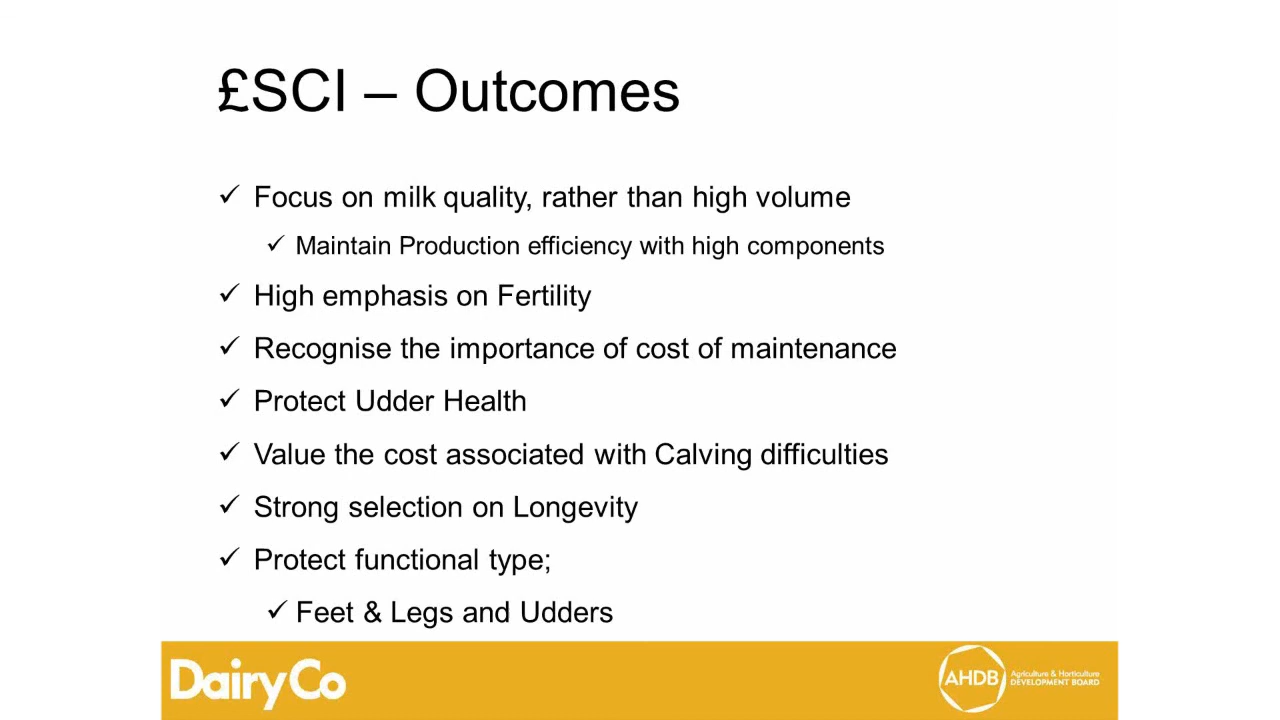 £SCI – Outcomes
✓ Focus on milk quality, rather than high volume
✓ Maintain Production efficiency with high components
✓ High emphasis on Fertility
✓ Recognise the importance of cost of maintenance
✓ Protect Udder Health
✓ Value the cost associated with Calving difficulties
✓ Strong selection on Longevity
✓ Protect functional type;
✓ Feet & Legs and Udders
DairyCo
AHDB
Agriculture & Horticulture
DEVELOPMENT BOARD